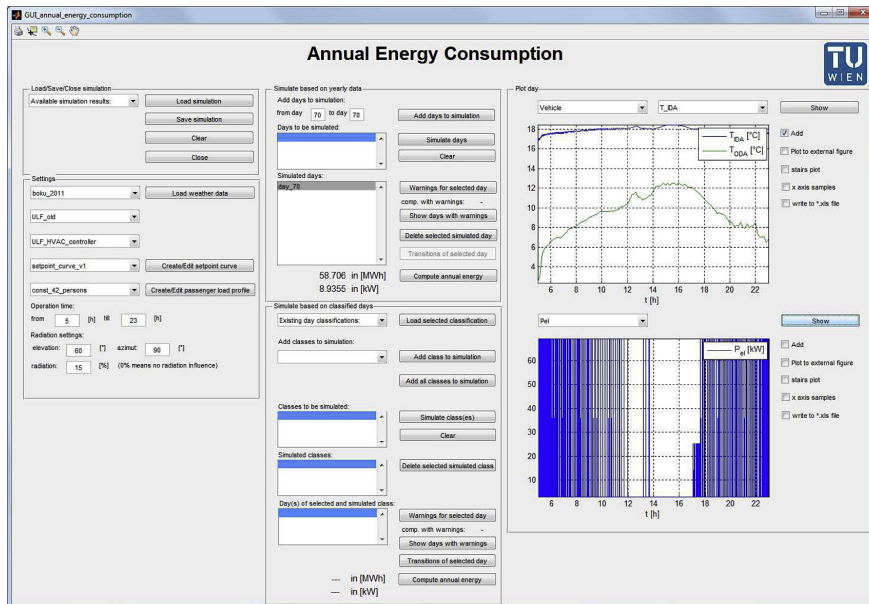 GUI_annual_energy_consumption
Annual Energy Consumption
TU
WIEN
Load/Save/Close simulation
Available simulation results:
Load simulation
Save simulation
Clear
Close
Settings
boku_2011
Load weather data
ULF_old
ULF_HVAC_controller
setpoint_curve_v1
Create/Edit setpoint curve
const_42_persons
Create/Edit passenger load profile
Operation time:
from 5 [h] till 23 [h]
Radiation settings:
elevation: 60 [°] azimut: 90 [°]
radiation: 15 [%] (0% means no radiation influence)
Simulate based on yearly data
Add days to simulation:
from day 70 to day 70
Add days to simulation
Days to be simulated:
Simulate days
Clear
Simulated days:
day_70
Warnings for selected day
comp. with warnings: -
Show days with warnings
Delete selected simulated day
Transitions of selected day
58.706 in [MWh]
Compute annual energy
8.9355 in [kW]
Simulate based on classified days
Existing day classifications:
Load selected classification
Add classes to simulation:
Add class to simulation
Add all classes to simulation
Classes to be simulated:
Simulate class(es)
Clear
Simulated classes:
Delete selected simulated class
Day(s) of selected and simulated class:
Warnings for selected day
comp. with warnings: -
Show days with warnings
Transitions of selected day
--- in [MWh]
Compute annual energy
--- in [kW]
Plot day
Vehicle
T_IDA
Show
18
16
14
12
10
8
6
4
T_IDA [°C]
T_ODA [°C]
6 8 10 12 14 16 18 20 22
t [h]
Add
Plot to external figure
stairs plot
x axis samples
write to *.xls file
Pel
Show
60
50
40
30
20
10
P_el [kW]
6 8 10 12 14 16 18 20 22
t [h]
Add
Plot to external figure
stairs plot
x axis samples
write to *.xls file